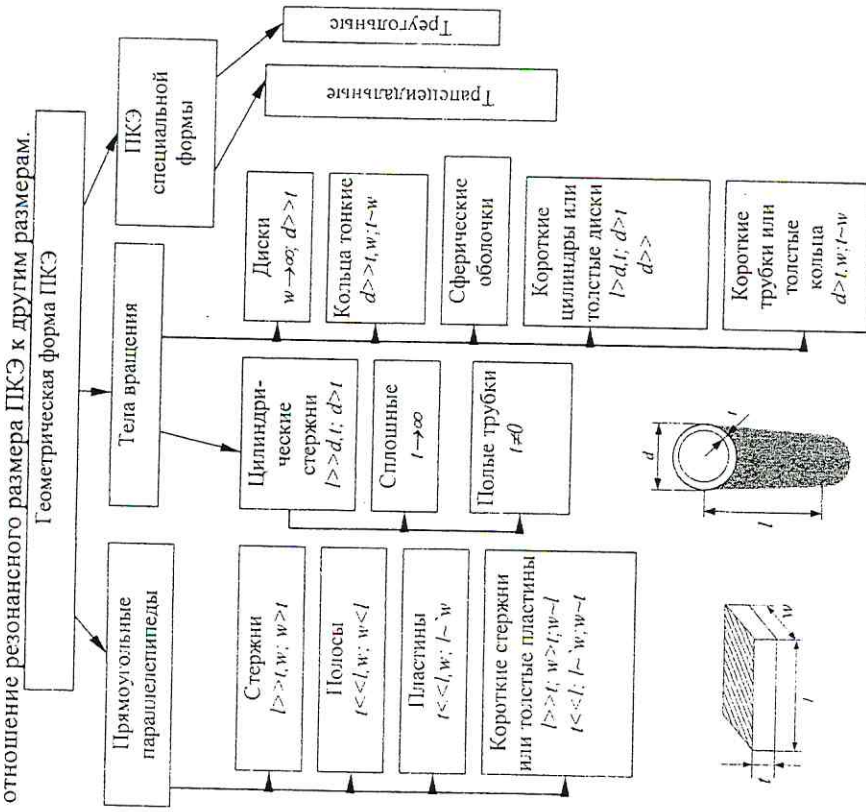 отношение резонансного размера ПКЭ к другим размерам.
Геометрическая форма ПКЭ
Прямоугольные
параллелепипеды
Стержни
l>>t,w; w>t
Полосы
t<<l,w; w<l
Пластины
t<<l,w; l~w
Короткие стержни
или толстые пластины
l>>t; w>t;w~l
t<<l; l~w;w~t
Тела вращения
Цилиндри-
ческие
стержни
l>>d,t; d>t
Сплошные
t→∞
Полые трубки
t≠0
Диски
w→∞; d>>t
Кольца тонкие
d>>t,w;t~w
Сферические
оболочки
Короткие
цилиндры или
толстые диски
l>d,t; d>t
d>>
Короткие
трубки или
толстые
кольца
d>t,w;t~w
ПКЭ
специальной
формы
Трапецеидальные
Треугольные
t
l
w
l
d
t